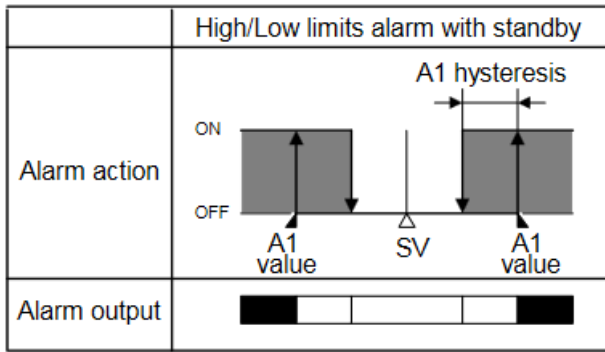 High/Low limits alarm with standby
A1 hysteresis
Alarm action
ON
OFF
A1 value
SV
A1 value
Alarm output